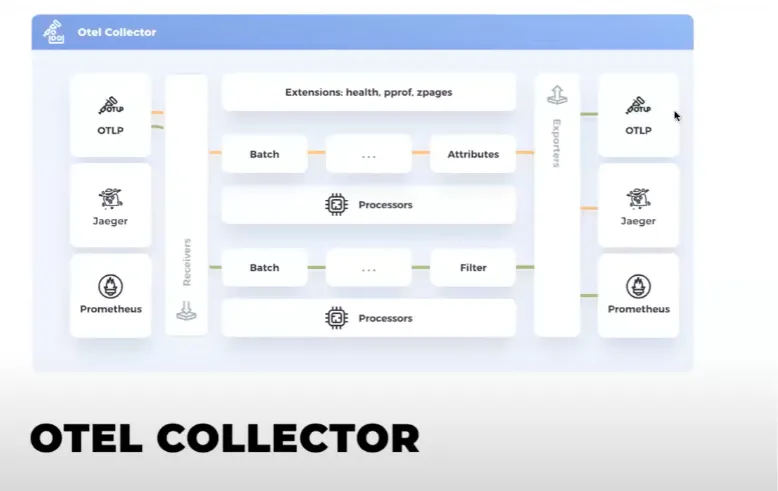 Otel Collector
OTLP
Jaeger
Prometheus
Receivers
Extensions: health, pprof, zpages
Batch
...
Attributes
Processors
Batch
...
Filter
Processors
Exporters
OTLP
Jaeger
Prometheus
OTEL COLLECTOR